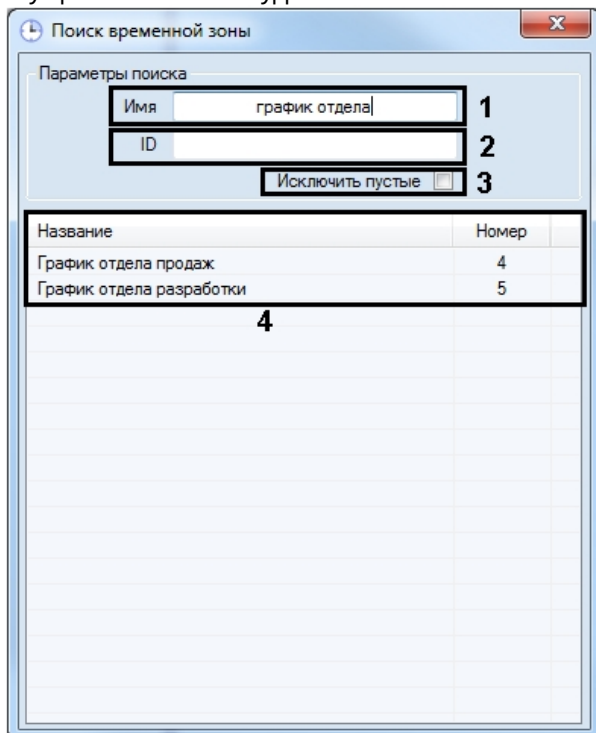 Поиск временной зоны
Параметры поиска
Имя график отдела 1
ID 2
Исключить пустые 3
Название Номер
График отдела продаж 4
График отдела разработки 5
4